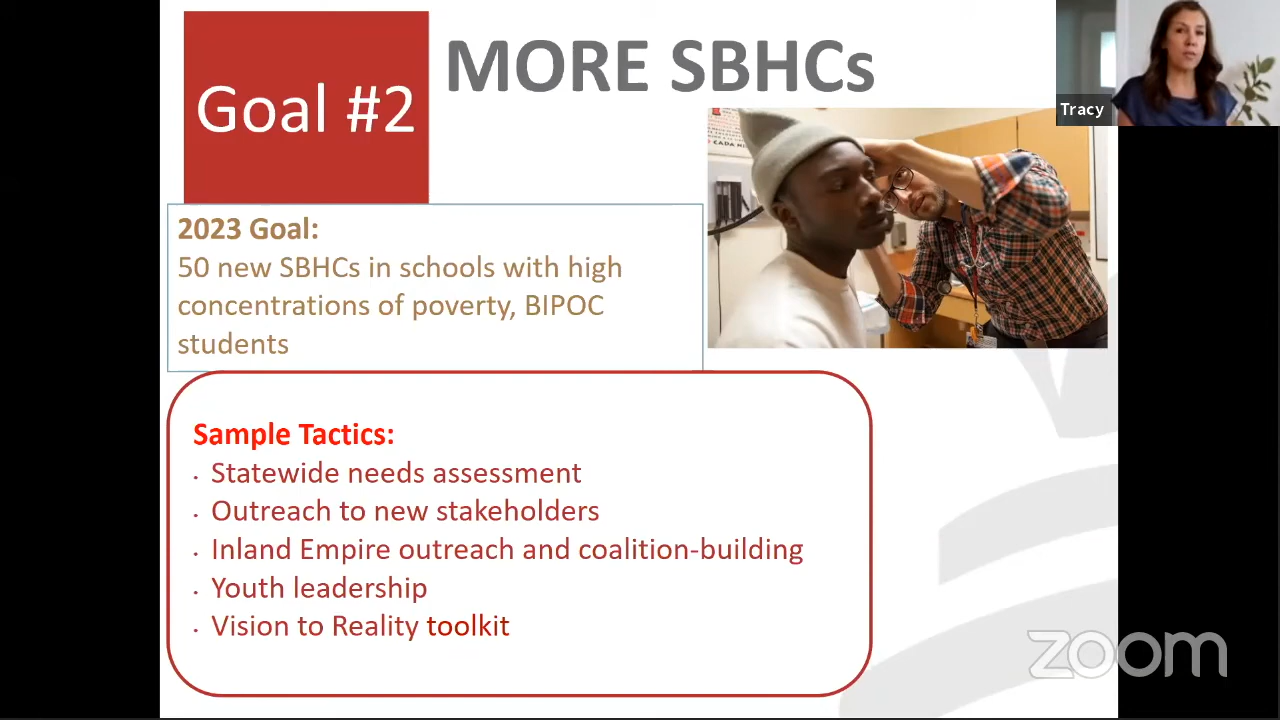 Goal #2
MORE SBHCs
Tracy
CADA
2023 Goal:
50 new SBHCs in schools with high
concentrations of poverty, BIPOC
students
Sample Tactics:
· Statewide needs assessment
· Outreach to new stakeholders
· Inland Empire outreach and coalition-building
· Youth leadership
· Vision to Reality toolkit
zoom